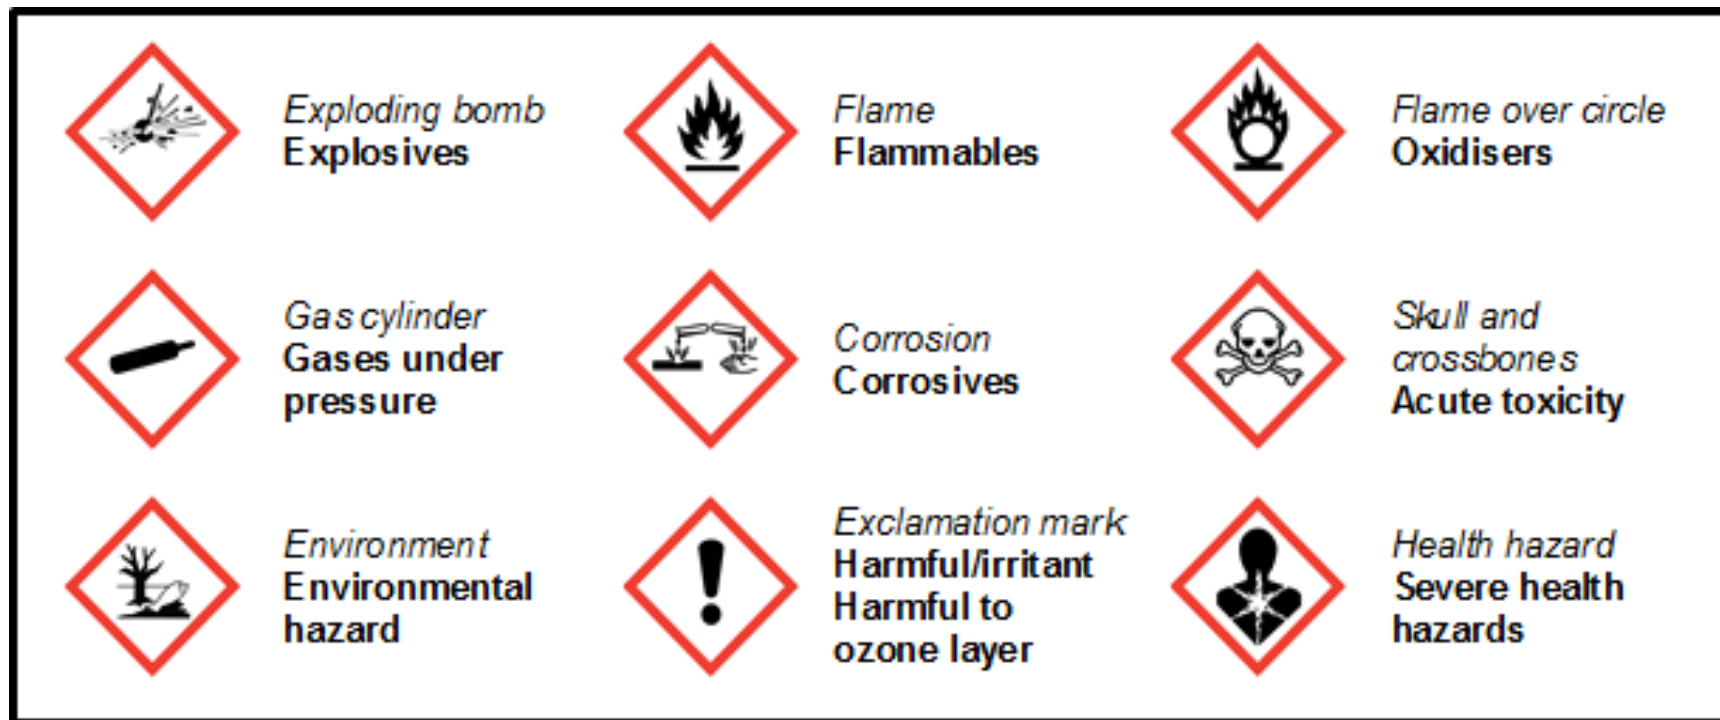 Exploding bomb
Explosives
Flame
Flammables
Flame over circle
Oxidisers
Gas cylinder
Gases under
pressure
Corrosion
Corrosives
Skull and
crossbones
Acute toxicity
Environment
Environmental
hazard
Exclamation mark
Harmful/irritant
Harmful to
ozone layer
Health hazard
Severe health
hazards